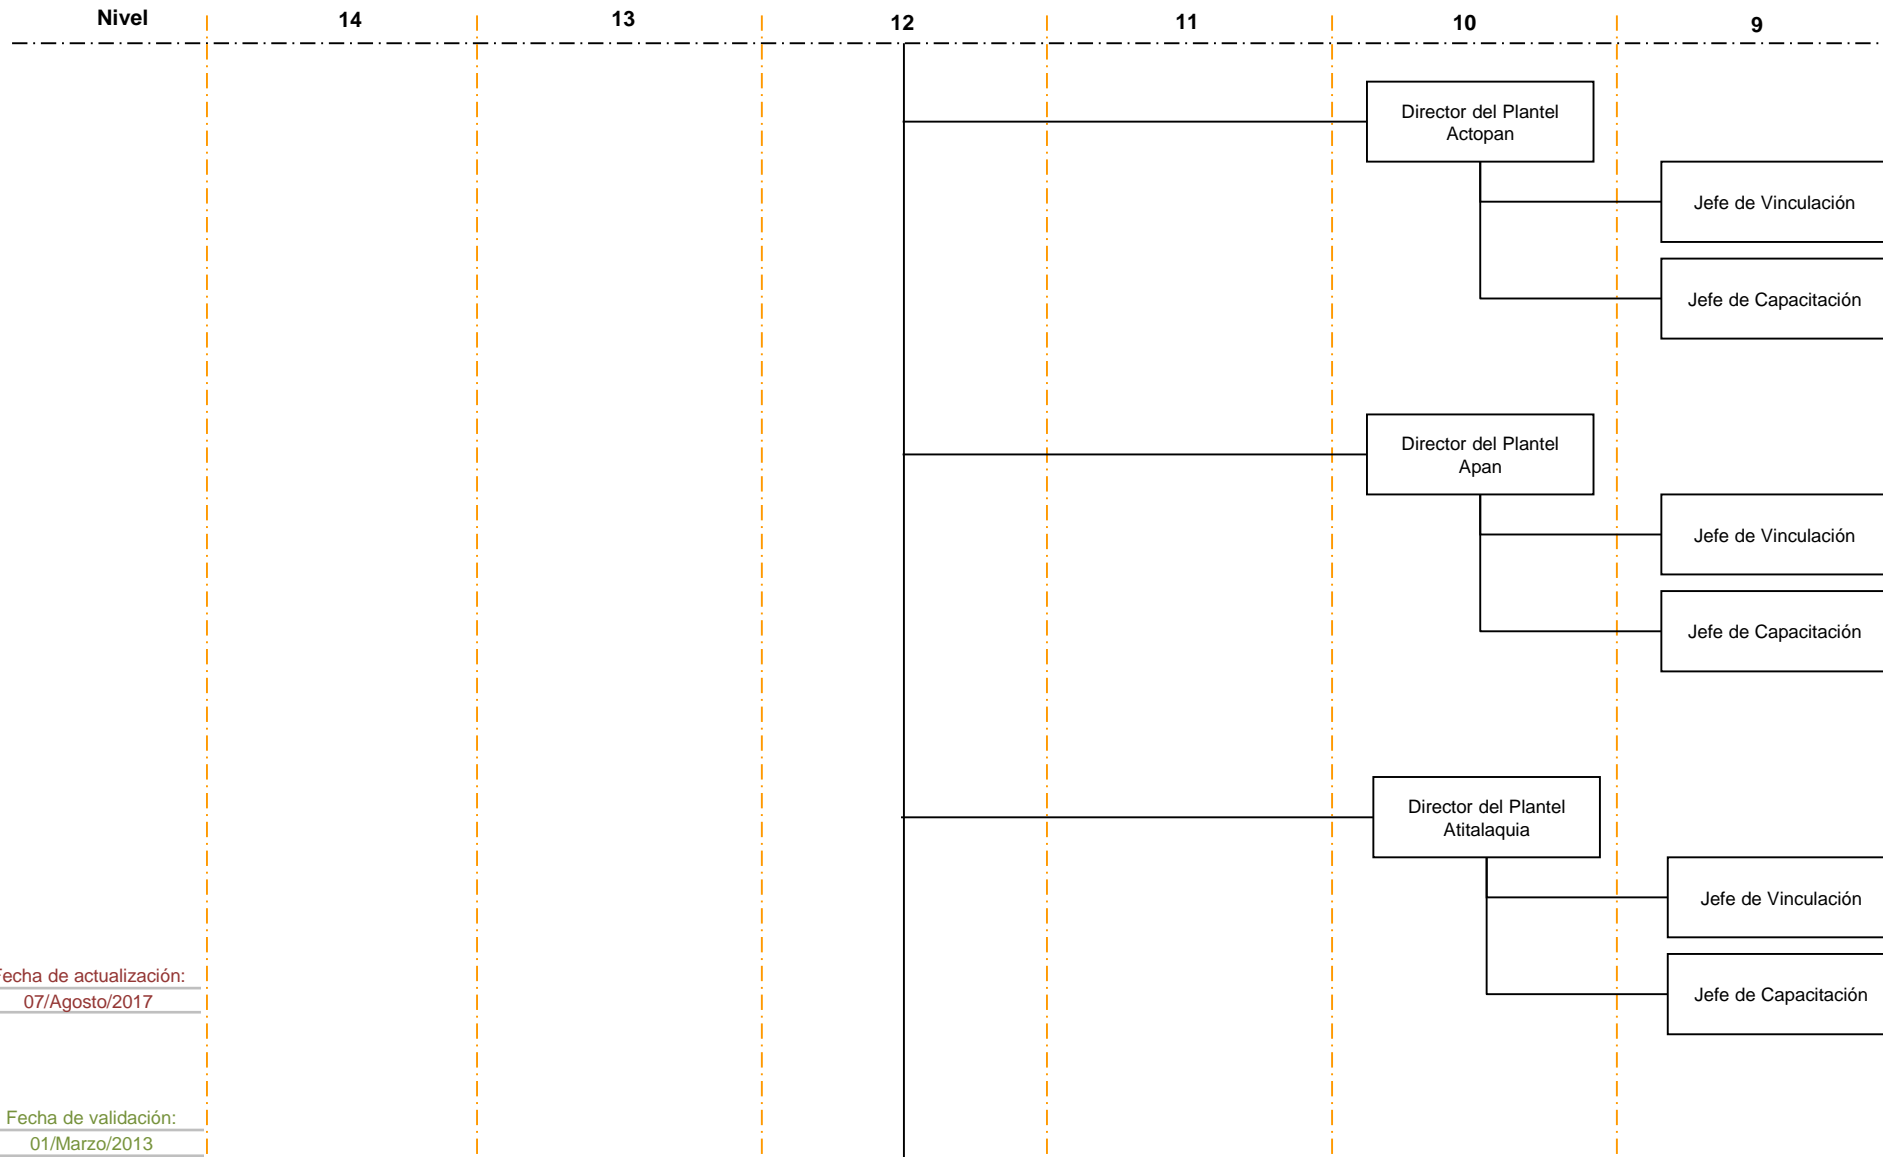 Nivel 14 13 12 11 10 9
Director del Plantel
Actopan
Jefe de Vinculación
Jefe de Capacitación
Director del Plantel
Apan
Jefe de Vinculación
Jefe de Capacitación
Director del Plantel
Atitalaquia
Jefe de Vinculación
Jefe de Capacitación
Fecha de actualización:
07/Agosto/2017
Fecha de validación:
01/Marzo/2013